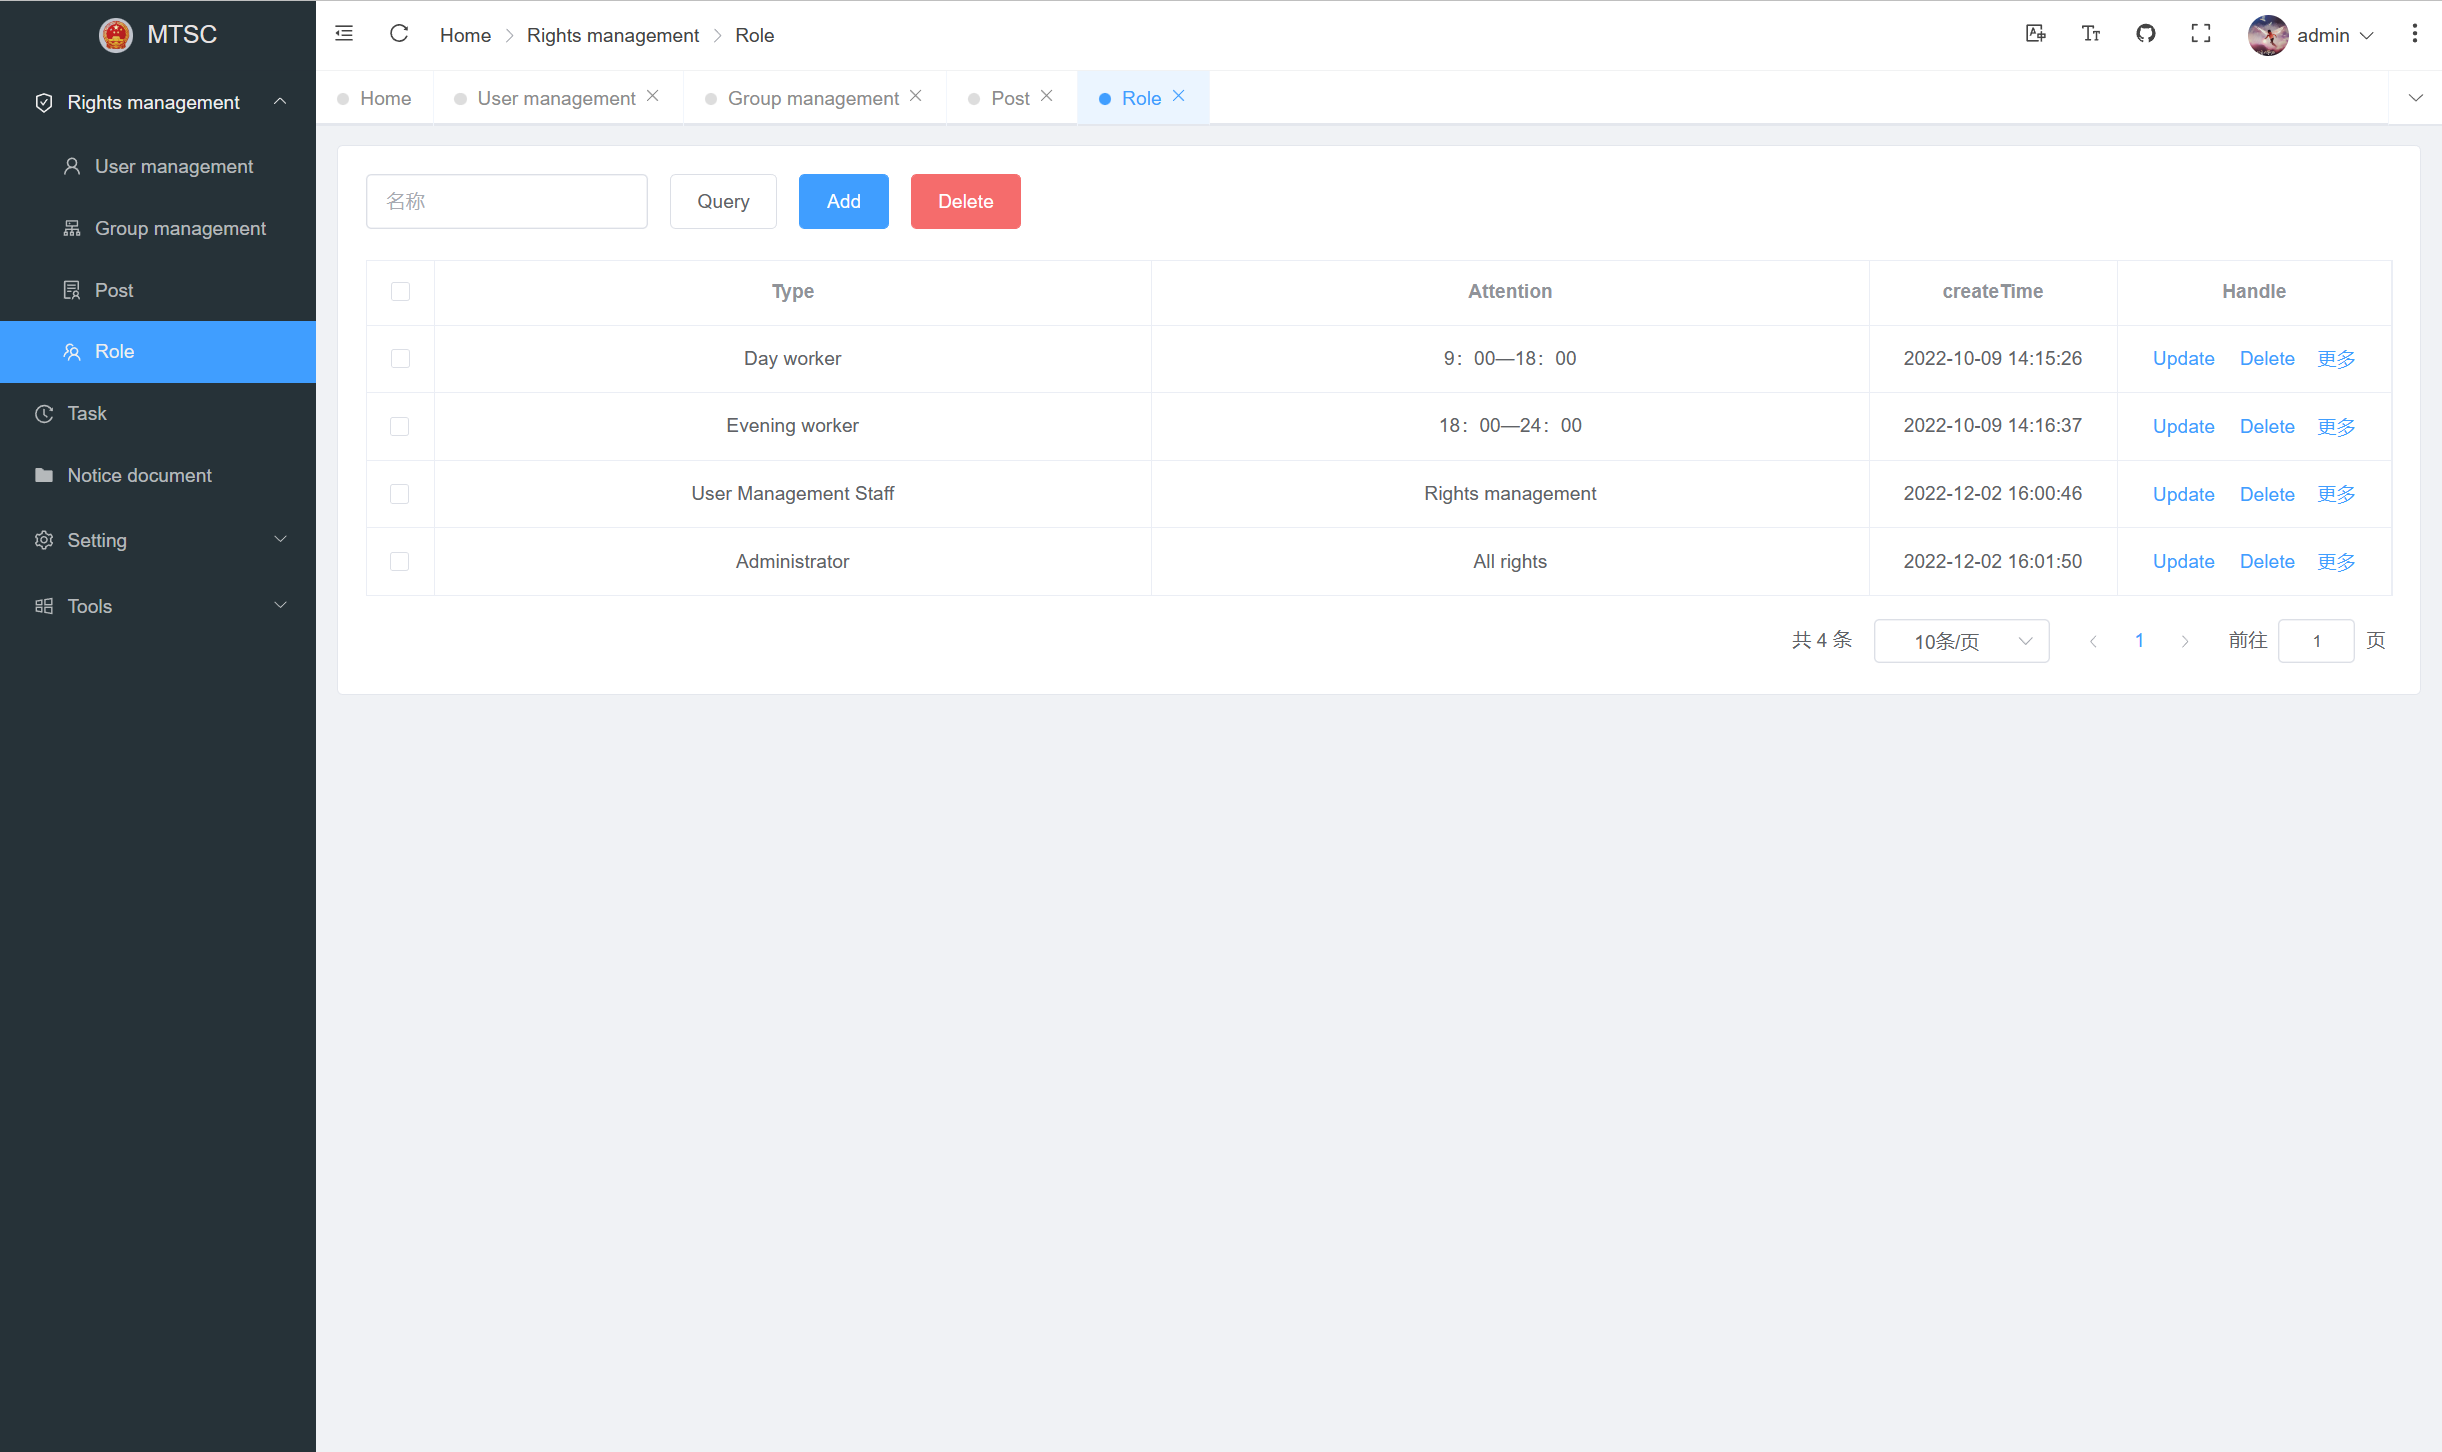 MTSC
Rights management
User management
Group management
Post
Role
Task
Notice document
Setting
Tools
Home > Rights management > Role
admin
Home
User management
Group management
Post
Role
名称
Query
Add
Delete
Type Attention createTime Handle
Day worker 9：00—18：00 2022-10-09 14:15:26 Update Delete 更多
Evening worker 18：00—24：00 2022-10-09 14:16:37 Update Delete 更多
User Management Staff Rights management 2022-12-02 16:00:46 Update Delete 更多
Administrator All rights 2022-12-02 16:01:50 Update Delete 更多
共 4 条 10条/页 1 前往 1 页